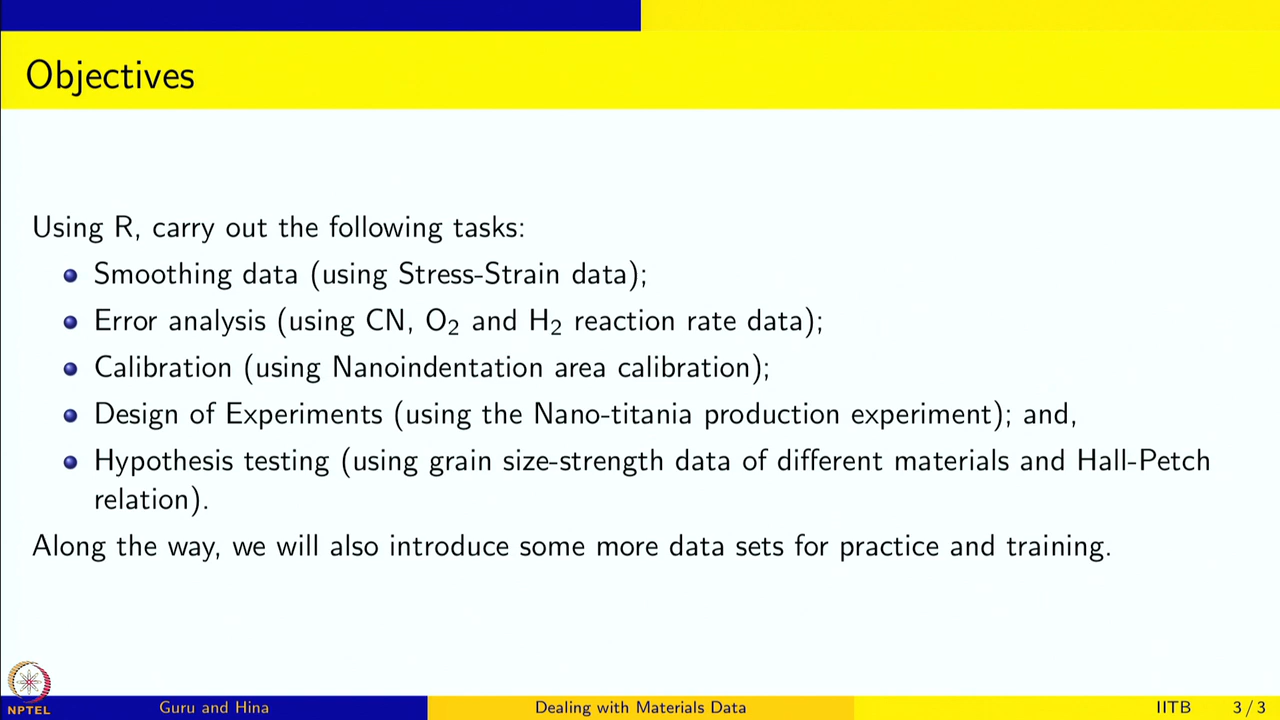 Objectives
Using R, carry out the following tasks:
Smoothing data (using Stress-Strain data);
Error analysis (using CN, O₂ and H₂ reaction rate data);
Calibration (using Nanoindentation area calibration);
Design of Experiments (using the Nano-titania production experiment); and,
Hypothesis testing (using grain size-strength data of different materials and Hall-Petch
relation).
Along the way, we will also introduce some more data sets for practice and training.
NPTEL
Guru and Hina
Dealing with Materials Data
IITB
3 / 3